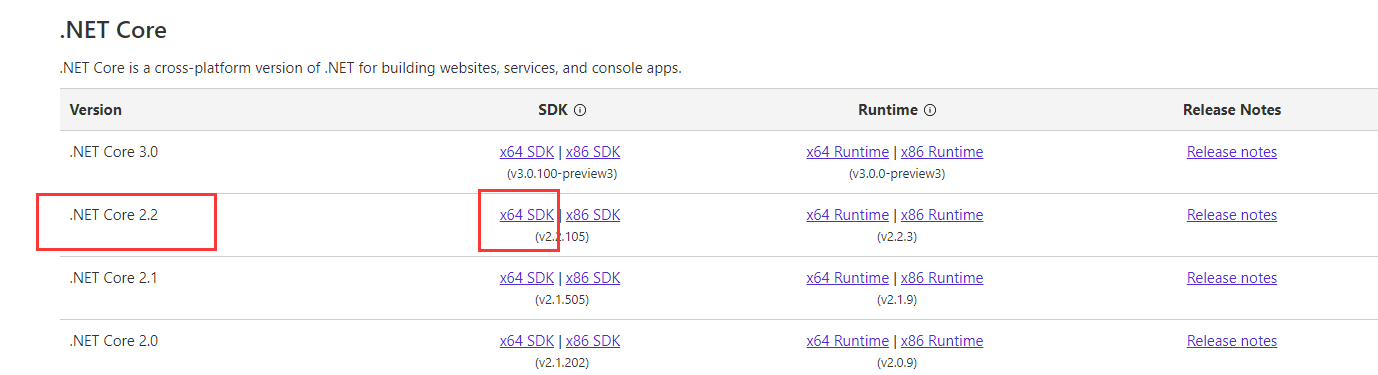 .NET Core
.NET Core is a cross-platform version of .NET for building websites, services, and console apps.
Version SDK Runtime Release Notes
.NET Core 3.0 x64 SDK | x86 SDK x64 Runtime | x86 Runtime Release notes
(v3.0.100-preview3) (v3.0.0-preview3)
.NET Core 2.2 x64 SDK | x86 SDK x64 Runtime | x86 Runtime Release notes
(v2.2.105) (v2.2.3)
.NET Core 2.1 x64 SDK | x86 SDK x64 Runtime | x86 Runtime Release notes
(v2.1.505) (v2.1.9)
.NET Core 2.0 x64 SDK | x86 SDK x64 Runtime | x86 Runtime Release notes
(v2.1.202) (v2.0.9)